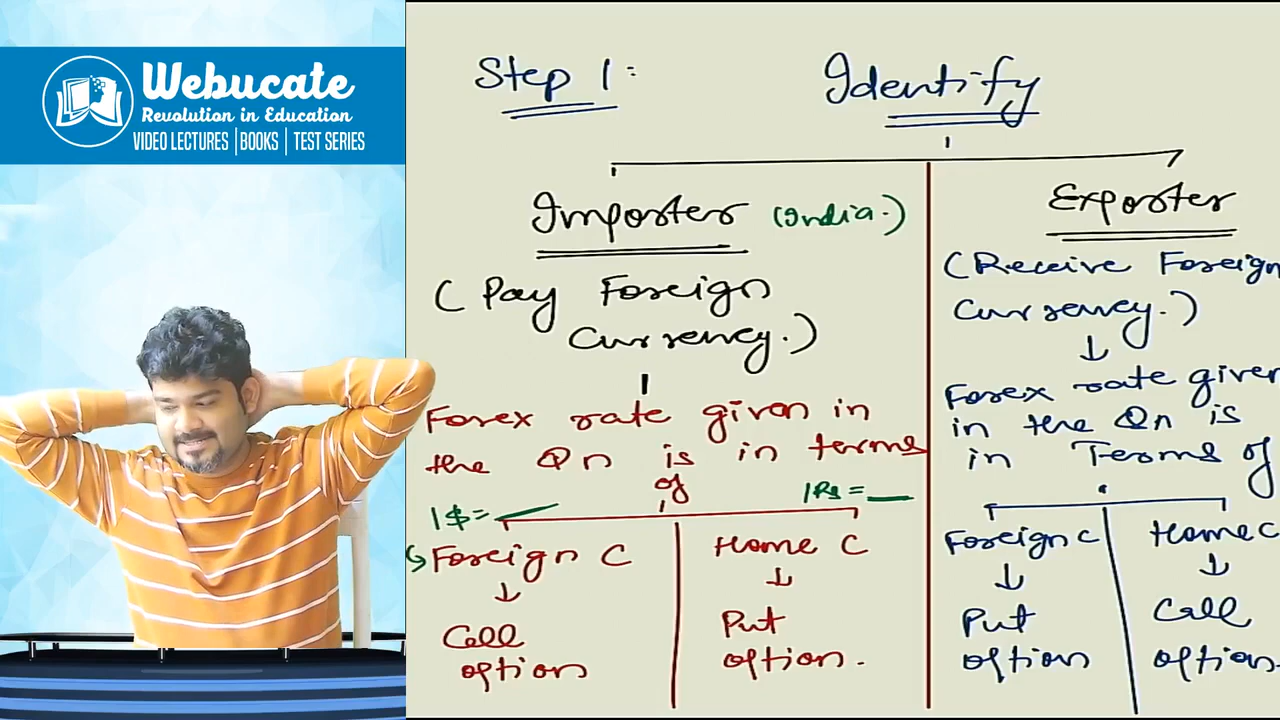 Webucate
Revolution in Education
VIDEO LECTURES | BOOKS | TEST SERIES
Step 1:
Identify
Importer (India.)
(Pay Foreign
Currency.)
Forex rate given in
the Qn is in terms
of
1$=
1Rs =
Foreign C
Home C
Call
option
Put
option.
Exporter
(Receive Foreign
Currency.)
Forex rate given
in the Qn is
in Terms of
Foreign C
Home C
Put
option
Call
option.